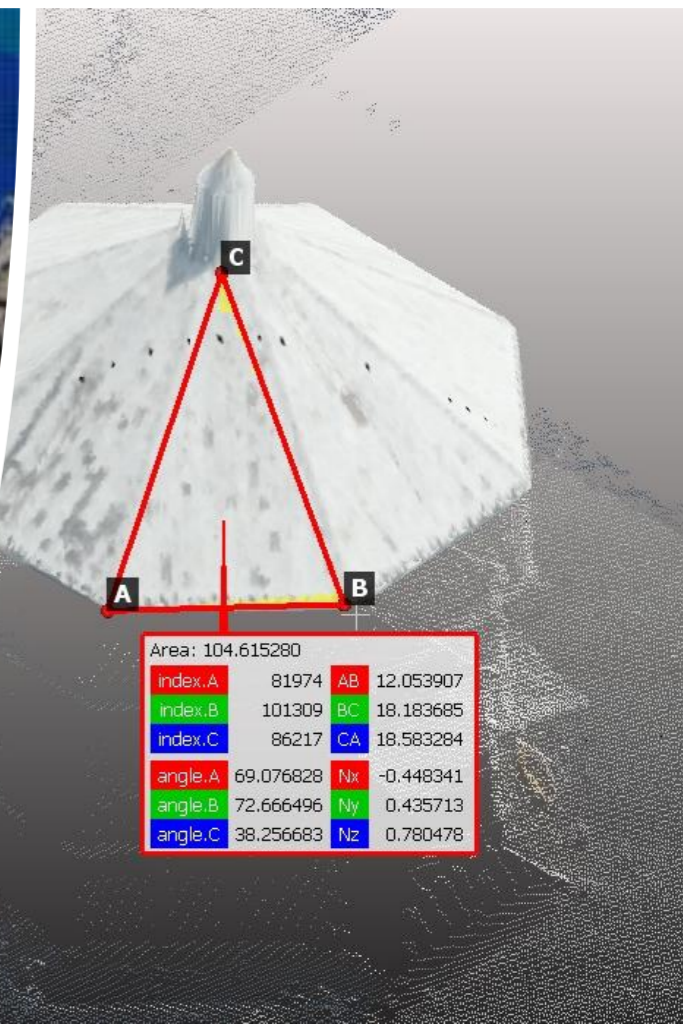 C
A
B
Area: 104.615280
index.A 81974 AB 12.053907
index.B 101309 BC 18.183685
index.C 86217 CA 18.583284
angle.A 69.076828 Nx -0.448341
angle.B 72.666496 Ny 0.435713
angle.C 38.256683 Nz 0.780478